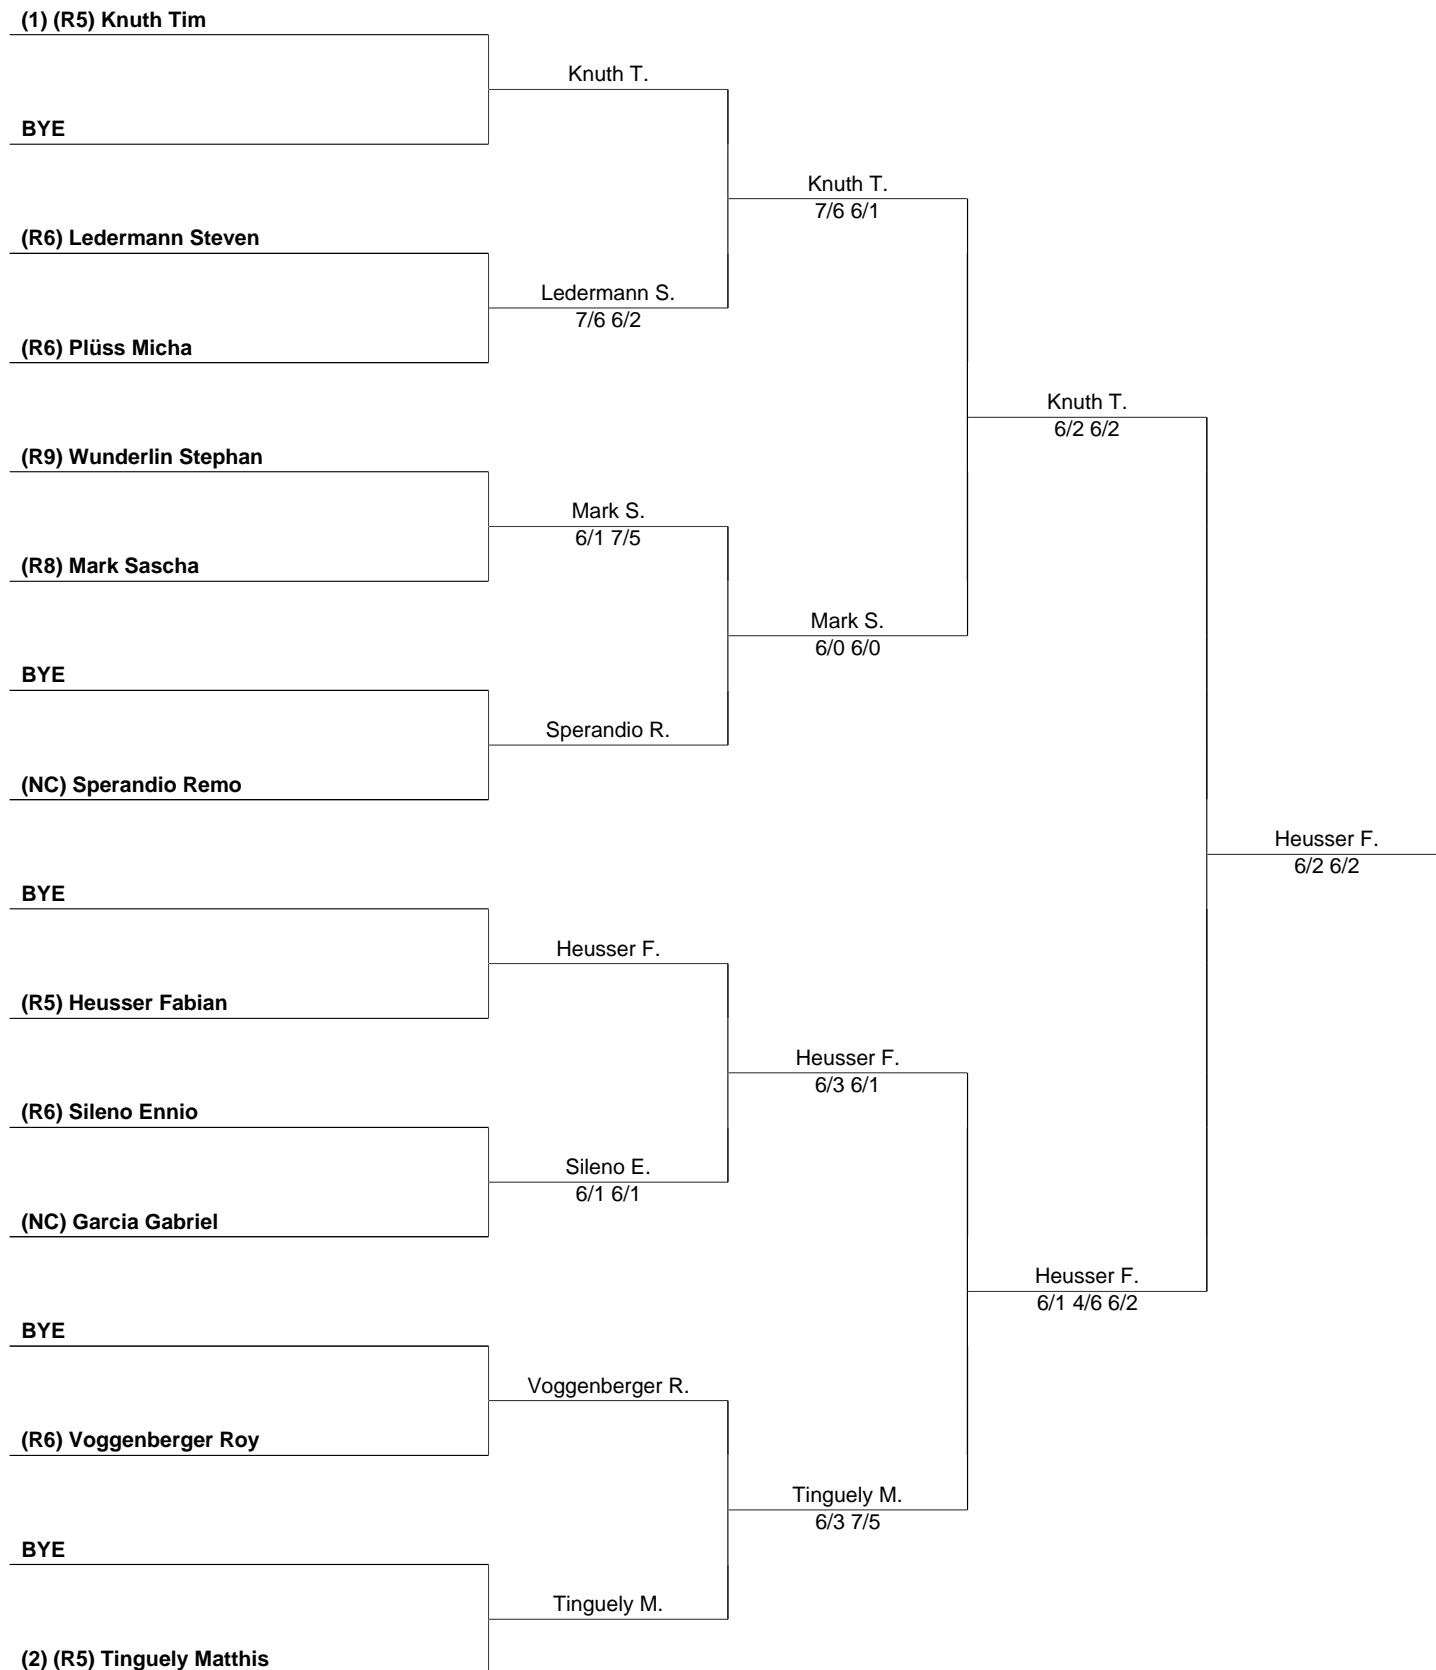 (1) (R5) Knuth Tim
Knuth T.
BYE
Knuth T.
7/6 6/1
(R6) Ledermann Steven
Ledermann S.
7/6 6/2
(R6) Plüss Micha
Knuth T.
6/2 6/2
(R9) Wunderlin Stephan
Mark S.
6/1 7/5
(R8) Mark Sascha
Mark S.
6/0 6/0
BYE
Sperandio R.
(NC) Sperandio Remo
Heusser F.
6/2 6/2
BYE
Heusser F.
(R5) Heusser Fabian
Heusser F.
6/3 6/1
(R6) Sileno Ennio
Sileno E.
6/1 6/1
(NC) Garcia Gabriel
Heusser F.
6/1 4/6 6/2
BYE
Voggenberger R.
(R6) Voggenberger Roy
Tinguely M.
6/3 7/5
BYE
Tinguely M.
(2) (R5) Tinguely Matthis